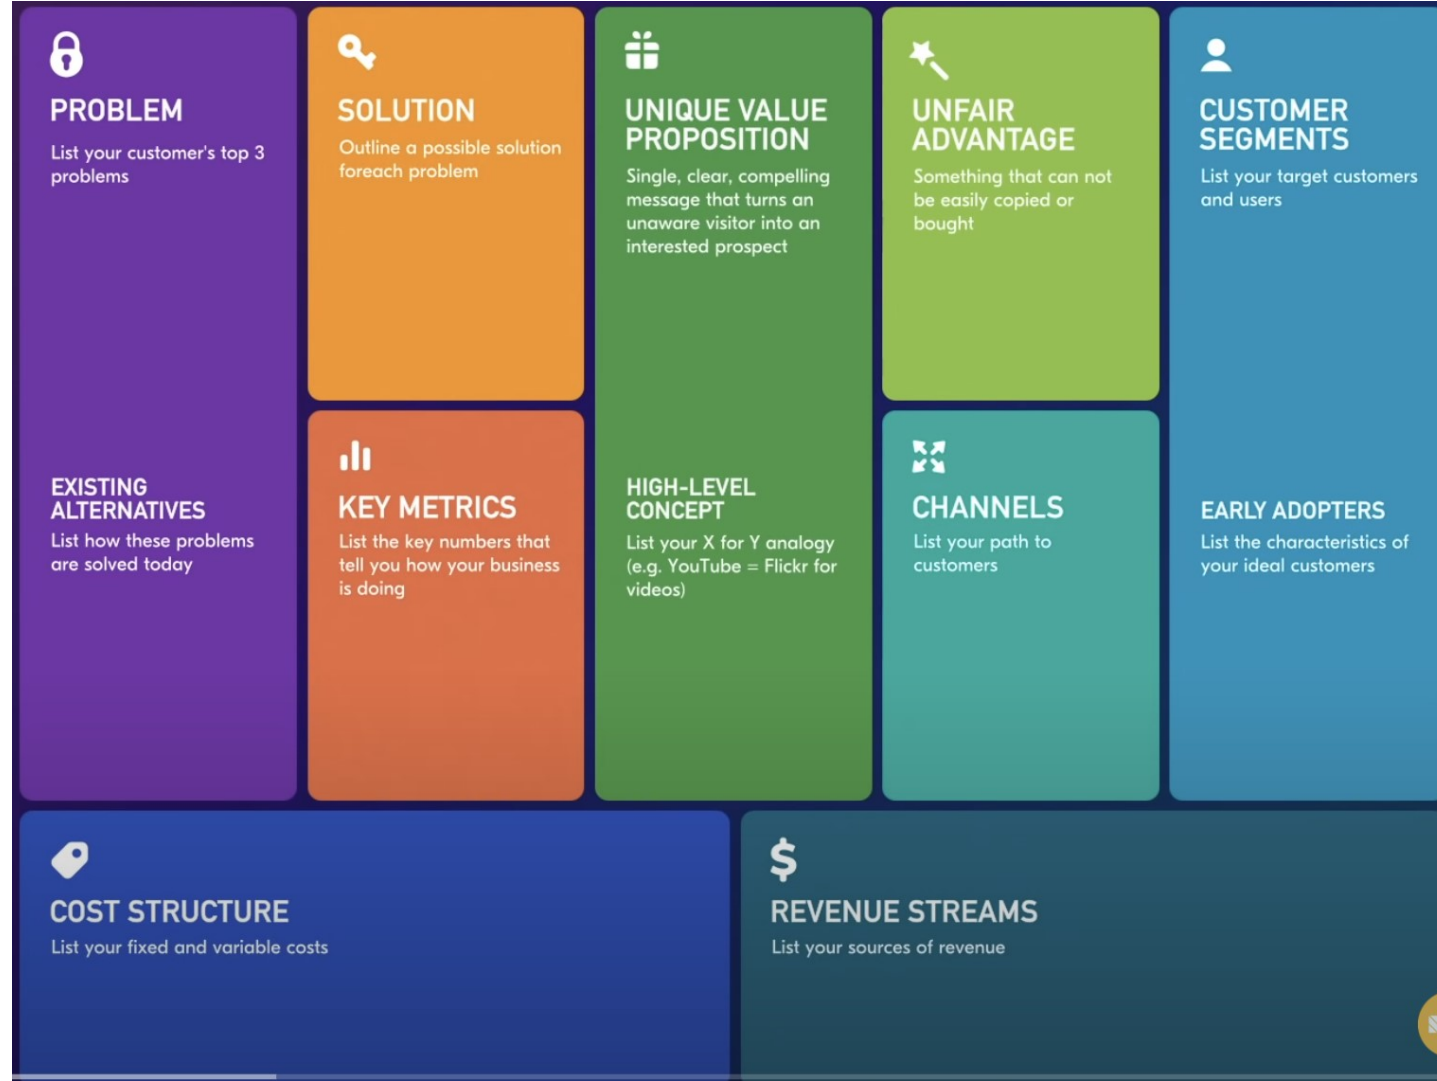 PROBLEM
List your customer's top 3
problems
EXISTING
ALTERNATIVES
List how these problems
are solved today
SOLUTION
Outline a possible solution
foreach problem
KEY METRICS
List the key numbers that
tell you how your business
is doing
UNIQUE VALUE
PROPOSITION
Single, clear, compelling
message that turns an
unaware visitor into an
interested prospect
HIGH-LEVEL
CONCEPT
List your X for Y analogy
(e.g. YouTube = Flickr for
videos)
UNFAIR
ADVANTAGE
Something that can not
be easily copied or
bought
CHANNELS
List your path to
customers
CUSTOMER
SEGMENTS
List your target customers
and users
EARLY ADOPTERS
List the characteristics of
your ideal customers
COST STRUCTURE
List your fixed and variable costs
$
REVENUE STREAMS
List your sources of revenue